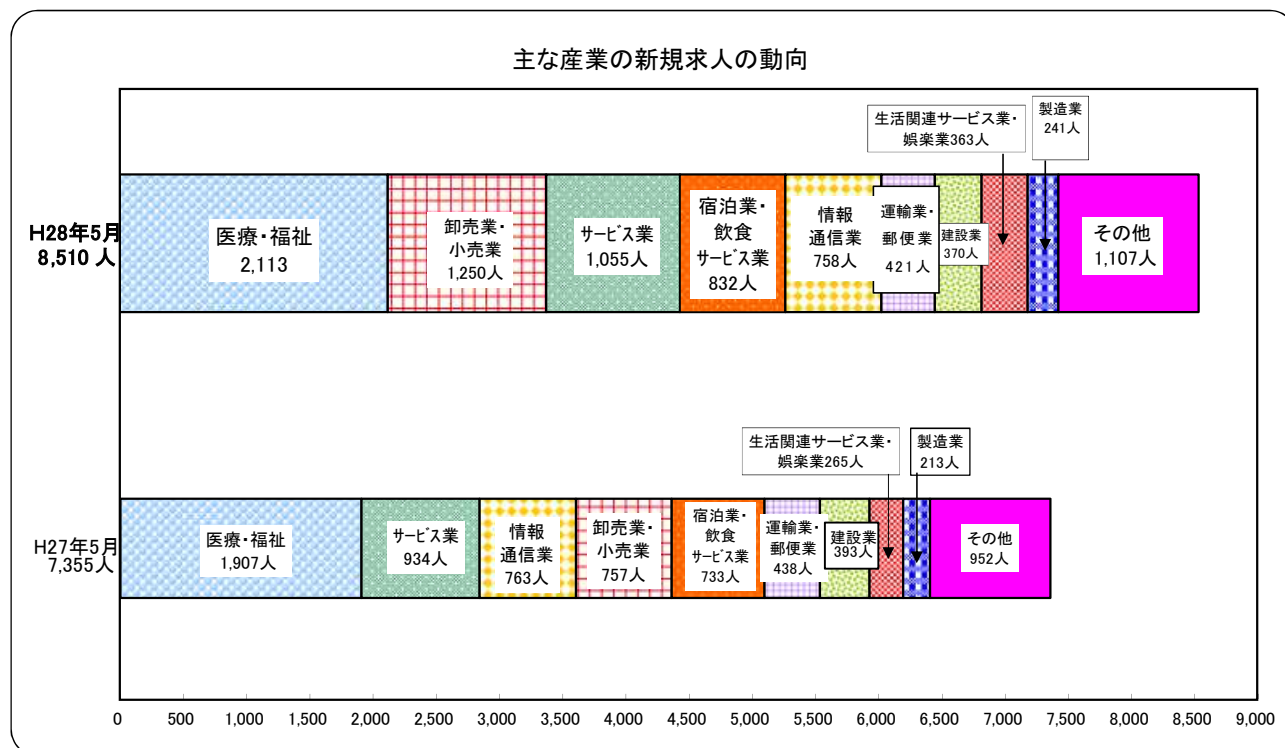 主な産業の新規求人の動向
生活関連サービス業・
娯楽業363人
製造業
241人
H28年5月
8,510 人
医療・福祉
2,113
卸売業・
小売業
1,250人
サービス業
1,055人
宿泊業・
飲食
サービス業
832人
情報
通信業
758人
運輸業・
郵便業
421人
建設業
370人
その他
1,107人
生活関連サービス業・
娯楽業265人
製造業
213人
H27年5月
7,355人
医療・福祉
1,907人
サービス業
934人
情報
通信業
763人
卸売業・
小売業
757人
宿泊業・
飲食
サービス業
733人
運輸業・
郵便業
438人
建設業
393人
その他
952人
0 500 1,000 1,500 2,000 2,500 3,000 3,500 4,000 4,500 5,000 5,500 6,000 6,500 7,000 7,500 8,000 8,500 9,000